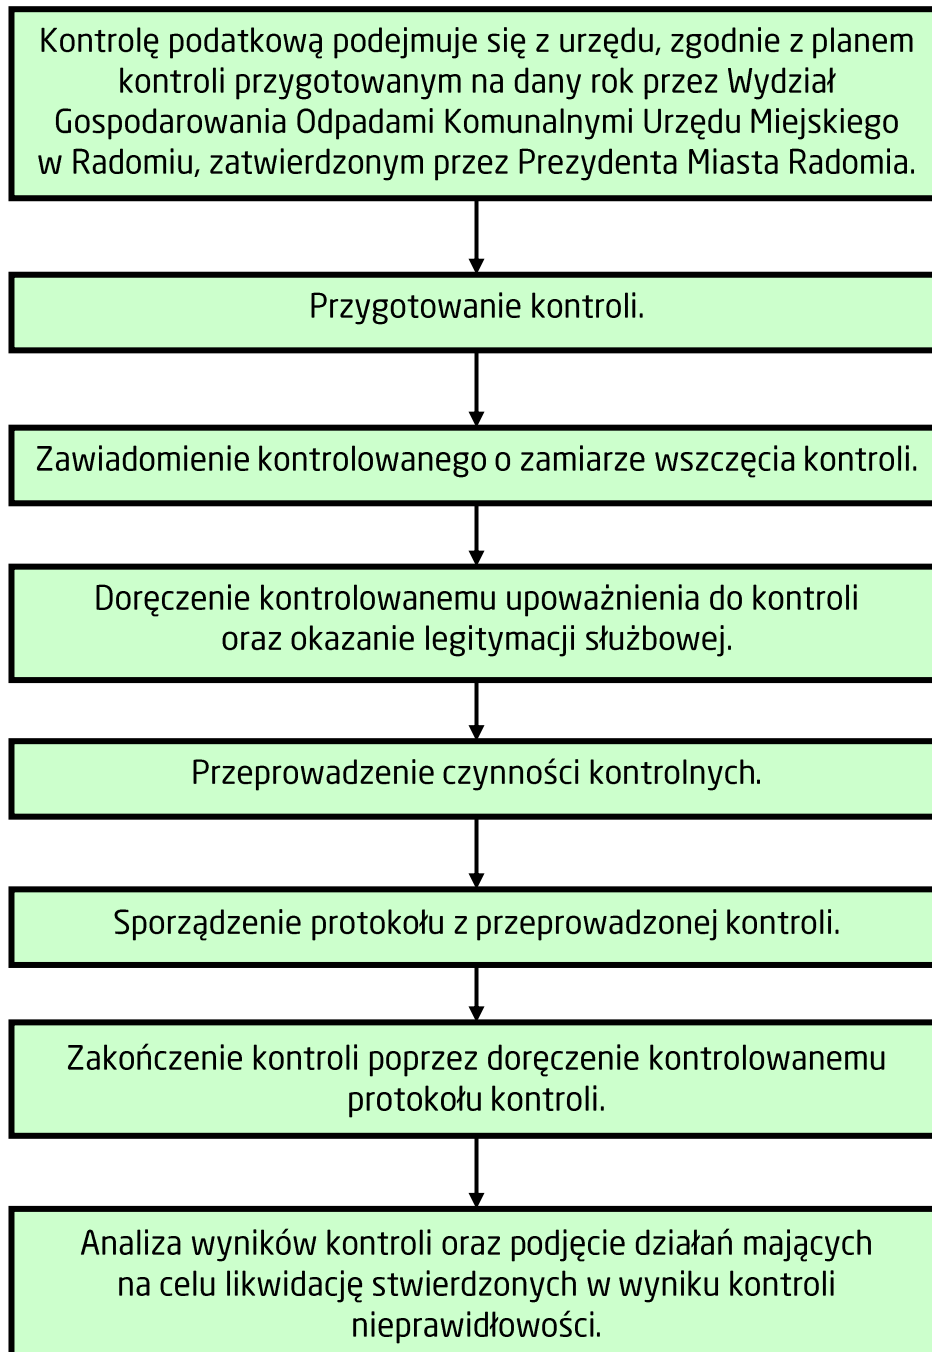 Kontrolę podatkową podejmuje się z urzędu, zgodnie z planem
kontroli przygotowanym na dany rok przez Wydział
Gospodarowania Odpadami Komunalnymi Urzędu Miejskiego
w Radomiu, zatwierdzonym przez Prezydenta Miasta Radomia.
Przygotowanie kontroli.
Zawiadomienie kontrolowanego o zamiarze wszczęcia kontroli.
Doręczenie kontrolowanemu upoważnienia do kontroli
oraz okazanie legitymacji służbowej.
Przeprowadzenie czynności kontrolnych.
Sporządzenie protokołu z przeprowadzonej kontroli.
Zakończenie kontroli poprzez doręczenie kontrolowanemu
protokołu kontroli.
Analiza wyników kontroli oraz podjęcie działań mających
na celu likwidację stwierdzonych w wyniku kontroli
nieprawidłowości.